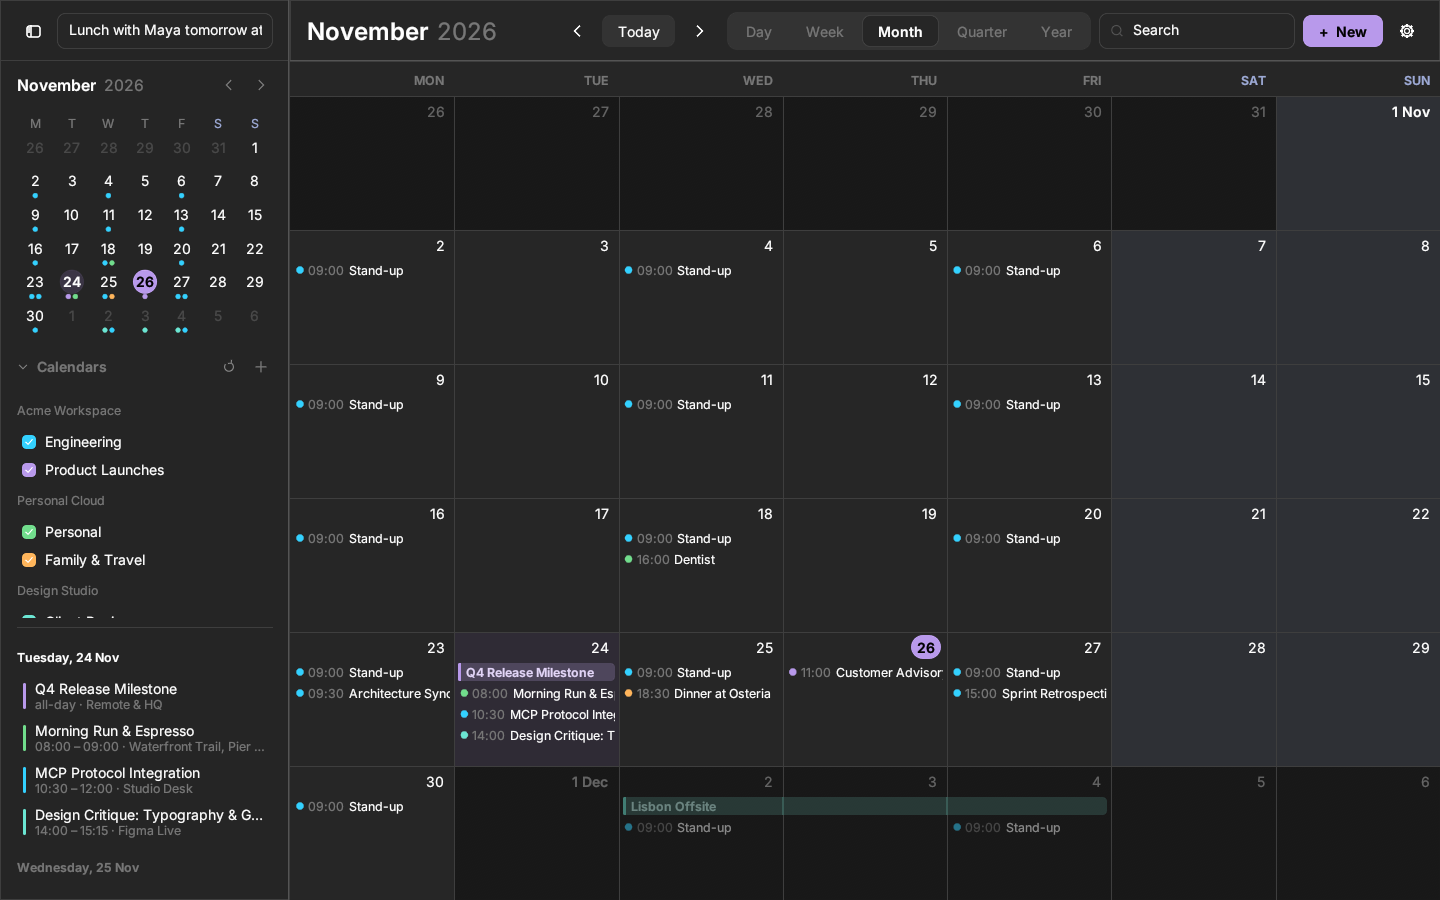 Lunch with Maya tomorrow at
November 2026
Today
Day Week Month Quarter Year
Search
+ New
November 2026
M T W T F S S
26 27 28 29 30 31 1
2 3 4 5 6 7 8
9 10 11 12 13 14 15
16 17 18 19 20 21 22
23 24 25 26 27 28 29
30 1 2 3 4 5 6
Calendars
Acme Workspace
Engineering
Product Launches
Personal Cloud
Personal
Family & Travel
Design Studio
Tuesday, 24 Nov
Q4 Release Milestone
all-day · Remote & HQ
Morning Run & Espresso
08:00 – 09:00 · Waterfront Trail, Pier ...
MCP Protocol Integration
10:30 – 12:00 · Studio Desk
Design Critique: Typography & G...
14:00 – 15:15 · Figma Live
Wednesday, 25 Nov
MON TUE WED THU FRI SAT SUN
26 27 28 29 30 31 1 Nov
2 3 4 5 6 7 8
09:00 Stand-up 09:00 Stand-up 09:00 Stand-up
9 10 11 12 13 14 15
09:00 Stand-up 09:00 Stand-up 09:00 Stand-up
16 17 18 19 20 21 22
09:00 Stand-up 09:00 Stand-up 09:00 Stand-up
16:00 Dentist
23 24 25 26 27 28 29
09:00 Stand-up Q4 Release Milestone 09:00 Stand-up 11:00 Customer Advisor 09:00 Stand-up
09:30 Architecture Sync 08:00 Morning Run & Es 18:30 Dinner at Osteria 15:00 Sprint Retrospecti
10:30 MCP Protocol Integ
14:00 Design Critique: T
30 1 Dec 2 3 4 5 6
09:00 Stand-up Lisbon Offsite
09:00 Stand-up 09:00 Stand-up